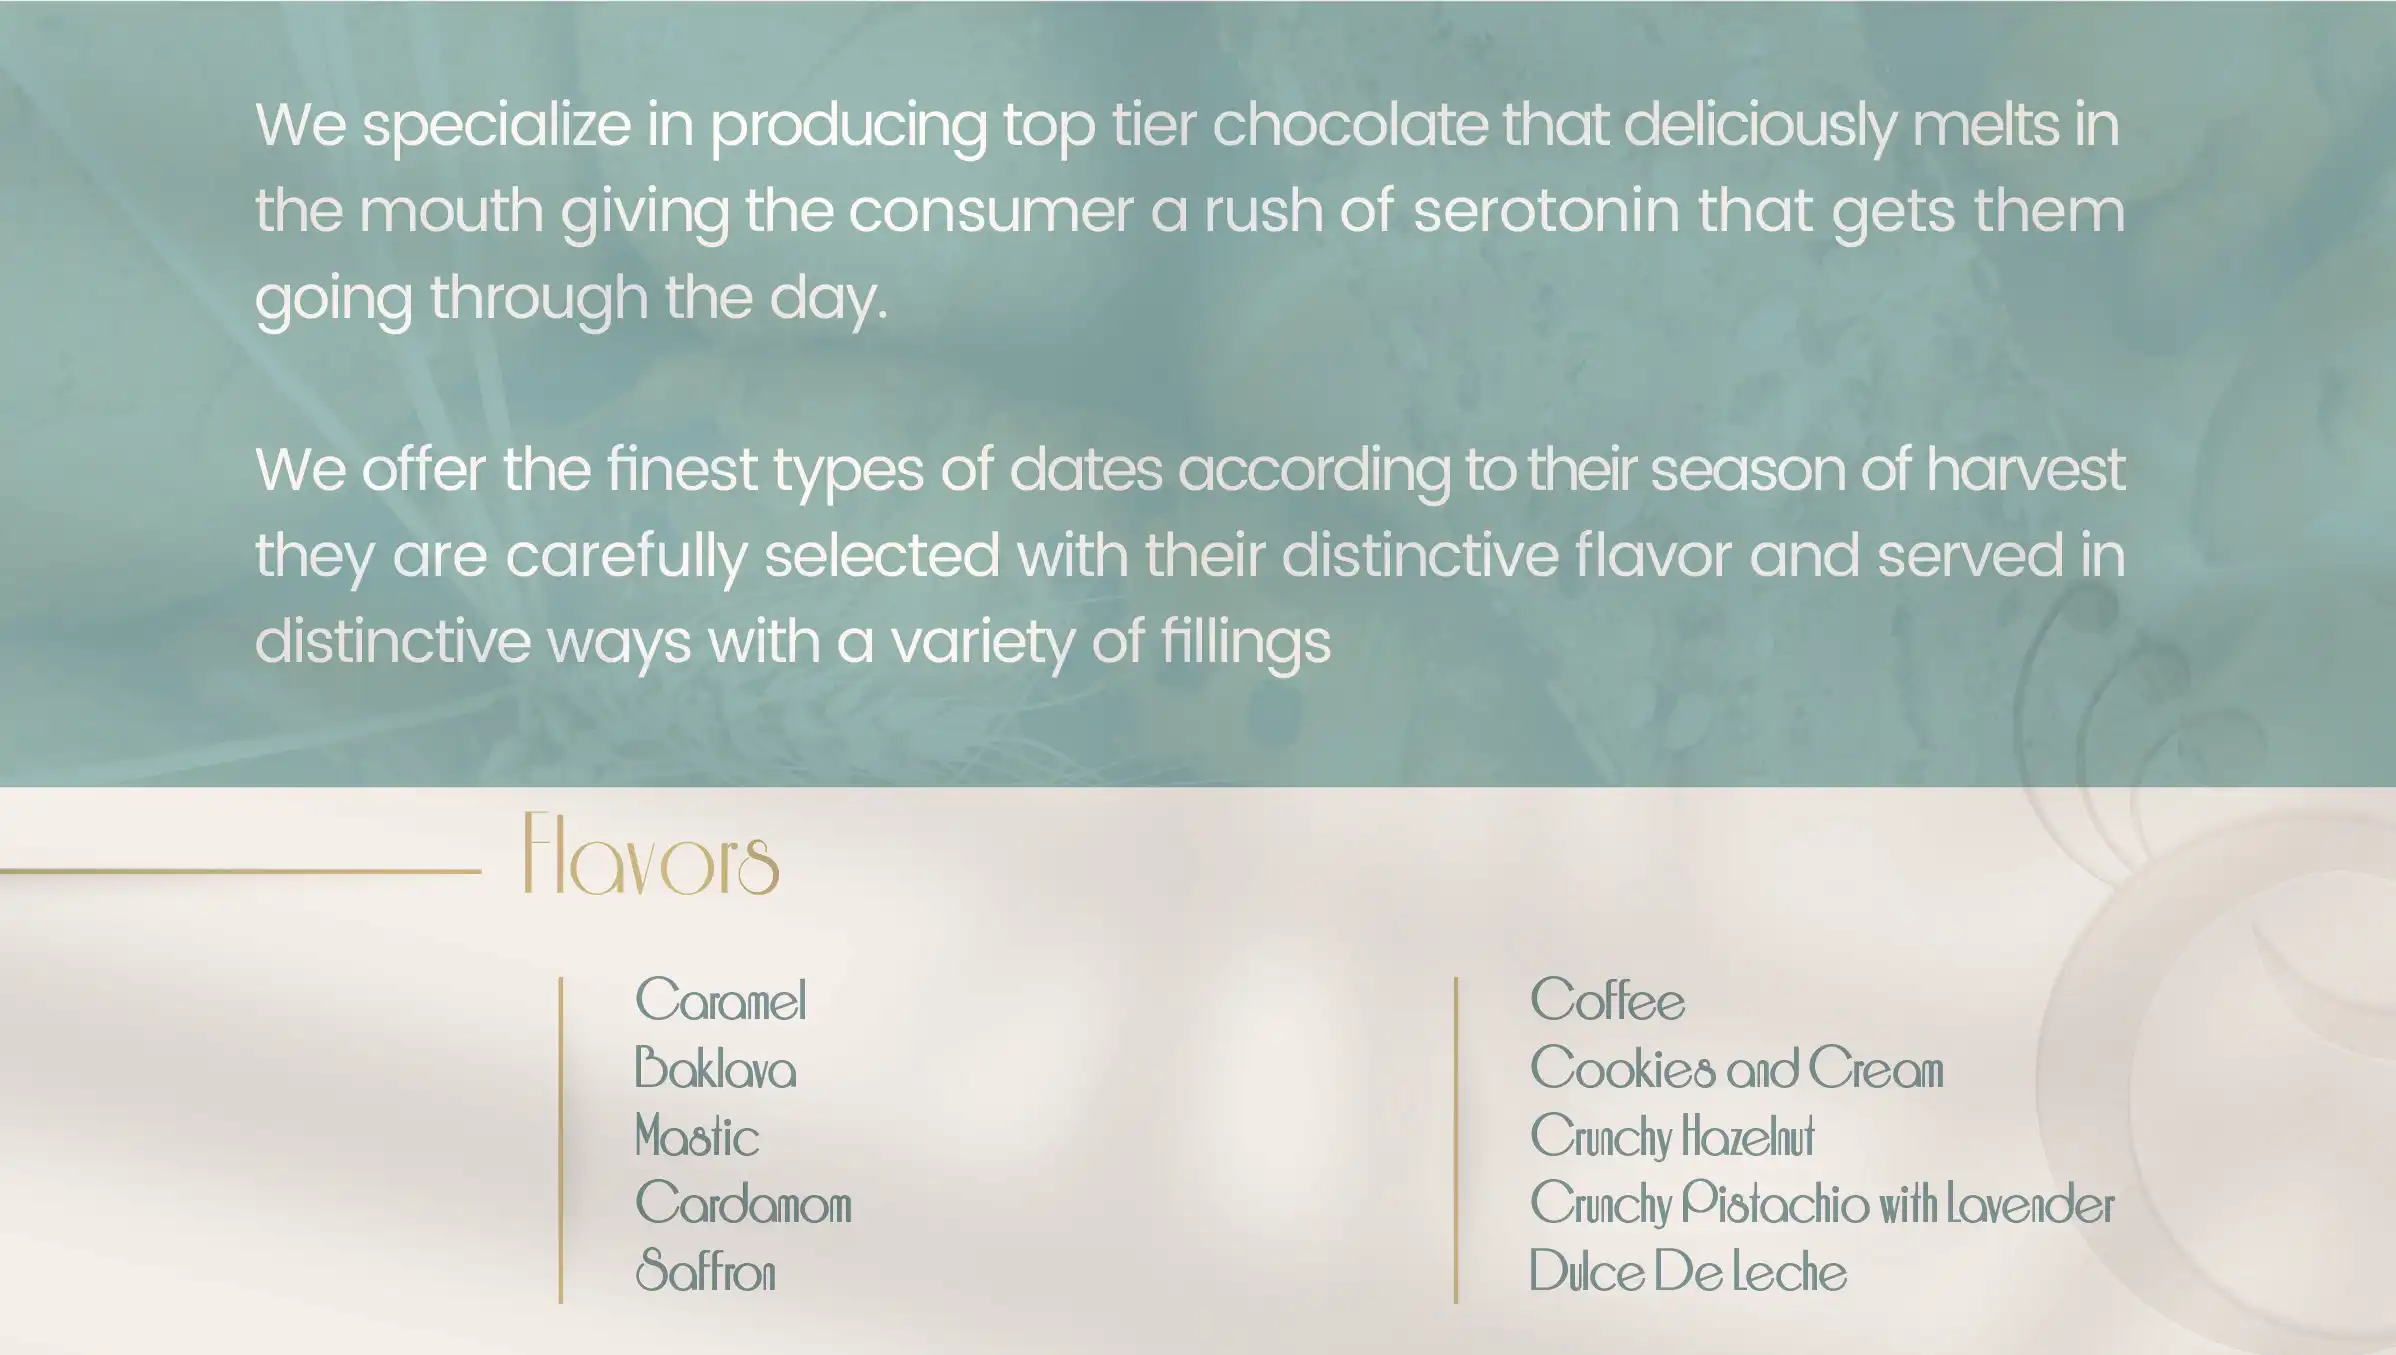 We specialize in producing top tier chocolate that deliciously melts in
the mouth giving the consumer a rush of serotonin that gets them
going through the day.
We offer the finest types of dates according to their season of harvest
they are carefully selected with their distinctive flavor and served in
distinctive ways with a variety of fillings
Flavors
Caramel
Baklava
Mastic
Cardamom
Saffron
Coffee
Cookies and Cream
Crunchy Hazelnut
Crunchy Pistachio with Lavender
Dulce De Leche